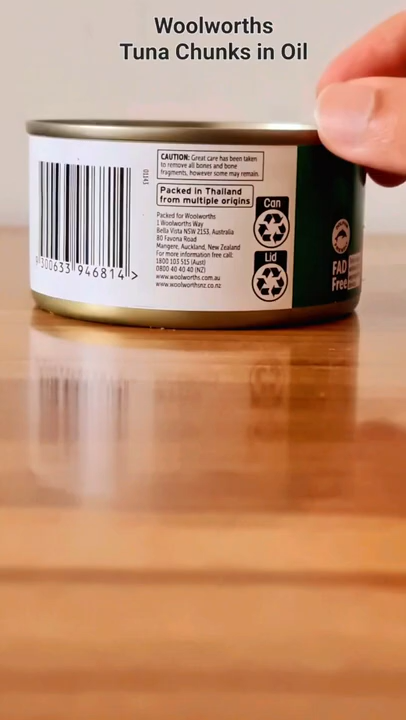 Woolworths
Tuna Chunks in Oil
CAUTION: Great care has been taken
to remove all bones and bone
fragments, however some may remain.
Packed in Thailand
from multiple origins
Packed for Woolworths
1 Woolworths Way
Bella Vista NSW 2153, Australia
80 Favona Road
Mangere, Auckland, New Zealand
For more information free call:
1800 103 515 (Aust)
0800 40 40 40 (NZ)
www.woolworths.com.au
www.woolworthsnz.co.nz
9 300633 946814 >
Can
Lid
FAD
Free